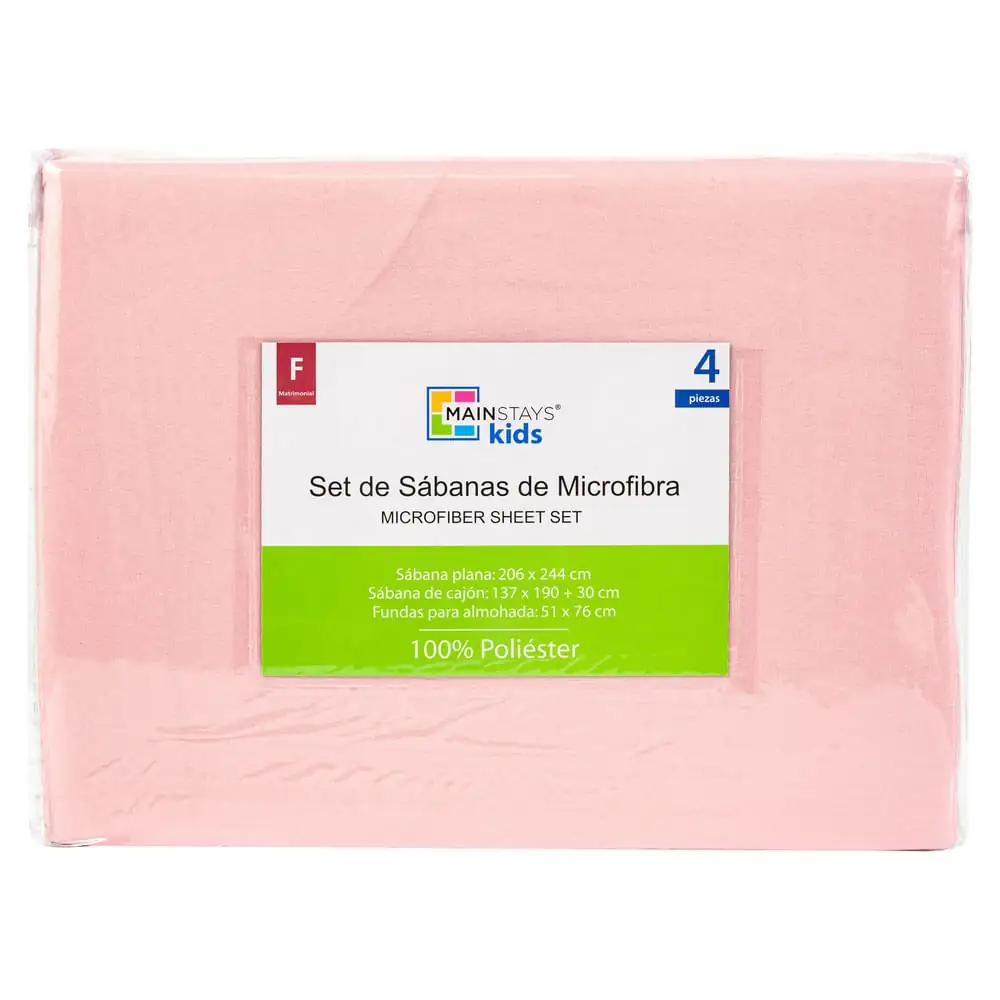 F
Matrimonial
4
piezas
MAINSTAYS®
kids
Set de Sábanas de Microfibra
MICROFIBER SHEET SET
Sábana plana: 206 x 244 cm
Sábana de cajón: 137 x 190 + 30 cm
Fundas para almohada: 51 x 76 cm
100% Poliéster